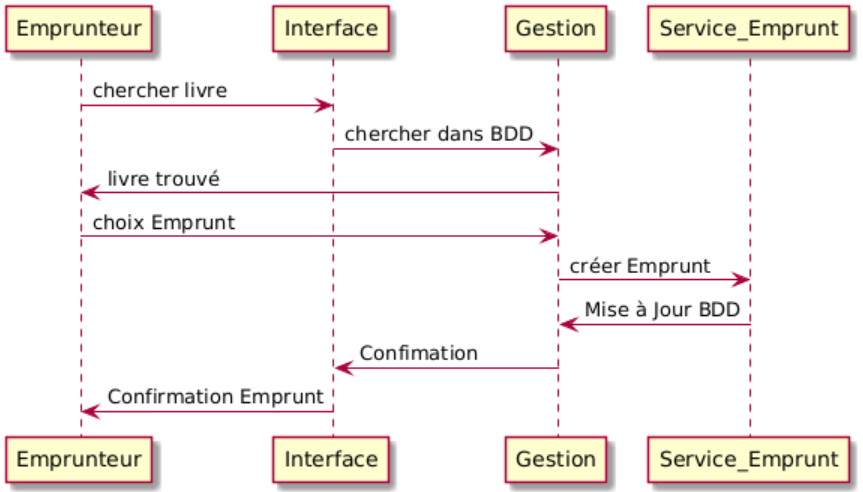 Emprunteur
Interface
Gestion
Service_Emprunt
chercher livre
chercher dans BDD
livre trouvé
choix Emprunt
créer Emprunt
Mise à Jour BDD
Confimation
Confirmation Emprunt
Emprunteur
Interface
Gestion
Service_Emprunt